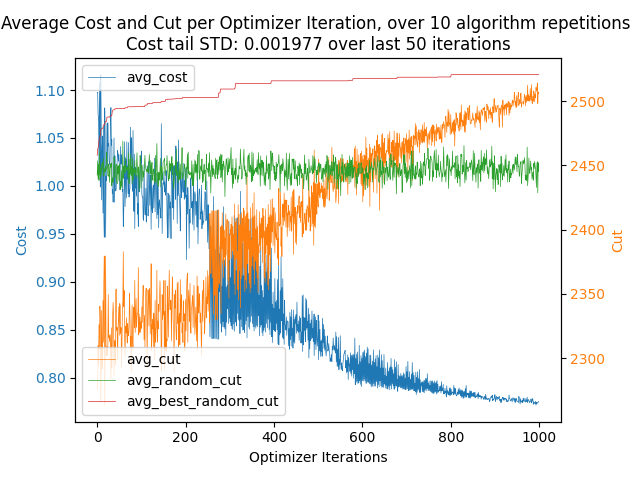 Average Cost and Cut per Optimizer Iteration, over 10 algorithm repetitions
Cost tail STD: 0.001977 over last 50 iterations
avg_cost
1.10
1.05
1.00
0.95
0.90
0.85
0.80
Cost
2500
2450
2400
2350
2300
Cut
avg_cut
avg_random_cut
avg_best_random_cut
0
200
400
600
800
1000
Optimizer Iterations